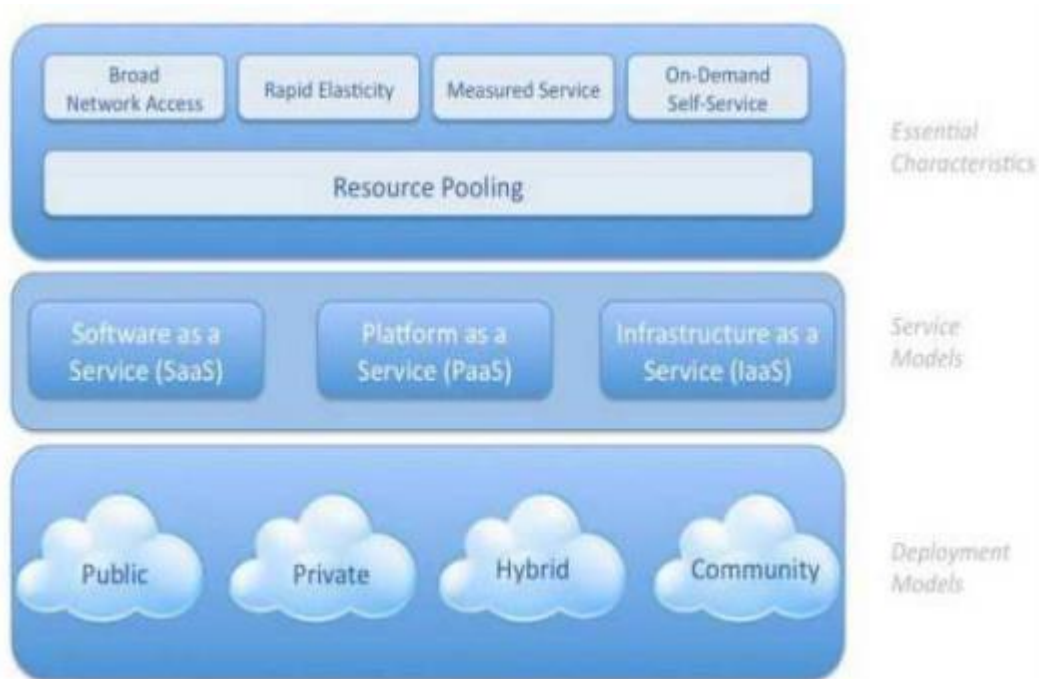 Broad
Network Access
Rapid Elasticity
Measured Service
On-Demand
Self-Service
Essential
Characteristics
Resource Pooling
Software as a
Service (SaaS)
Platform as a
Service (PaaS)
Infrastructure as a
Service (IaaS)
Service
Models
Public
Private
Hybrid
Community
Deployment
Models